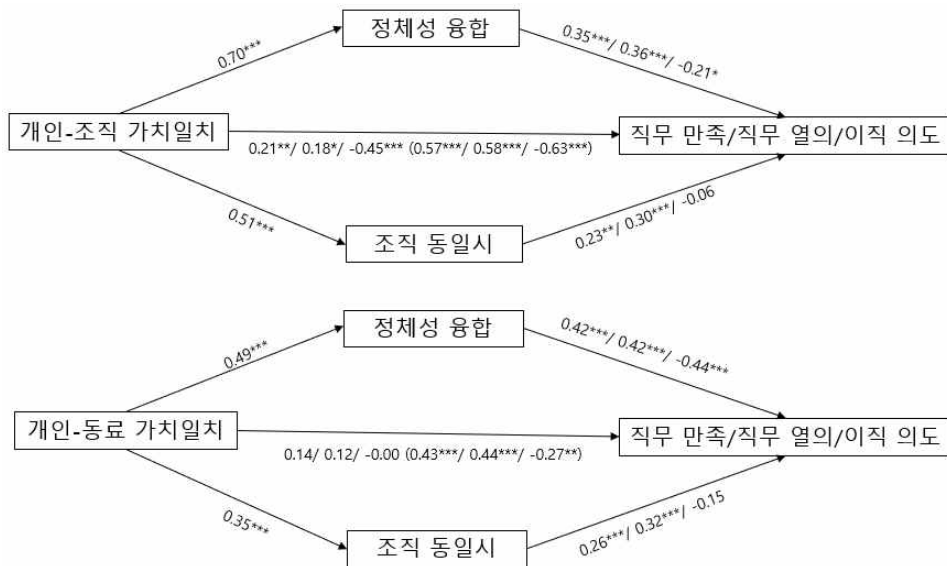 정체성 융합
0.70***
0.35***/ 0.36***/ -0.21*
개인-조직 가치일치
직무 만족/직무 열의/이직 의도
0.21**/ 0.18*/ -0.45*** (0.57***/ 0.58***/ -0.63***)
0.51***
0.23**/ 0.30***/ -0.06
조직 동일시
정체성 융합
0.49***
0.42***/ 0.42***/ -0.44***
개인-동료 가치일치
직무 만족/직무 열의/이직 의도
0.14/ 0.12/ -0.00 (0.43***/ 0.44***/ -0.27**)
0.35***
0.26***/ 0.32***/ -0.15
조직 동일시